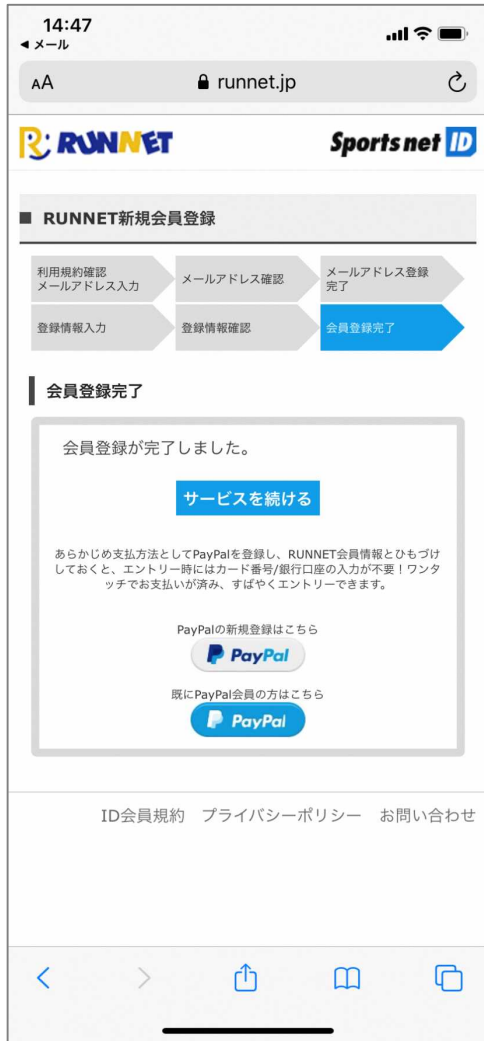 14:47
◀ メール
AA
runnet.jp
RUNNET
Sports net ID
■ RUNNET新規会員登録
利用規約確認
メールアドレス入力
メールアドレス確認
メールアドレス登録
完了
登録情報入力
登録情報確認
会員登録完了
会員登録完了
会員登録が完了しました。
サービスを続ける
あらかじめ支払方法としてPayPalを登録し、RUNNET会員情報とひもづけ
しておくと、エントリー時にはカード番号/銀行口座の入力が不要！ワンタ
ッチでお支払いが済み、すばやくエントリーできます。
PayPalの新規登録はこちら
PayPal
既にPayPal会員の方はこちら
PayPal
ID会員規約 プライバシーポリシー お問い合わせ